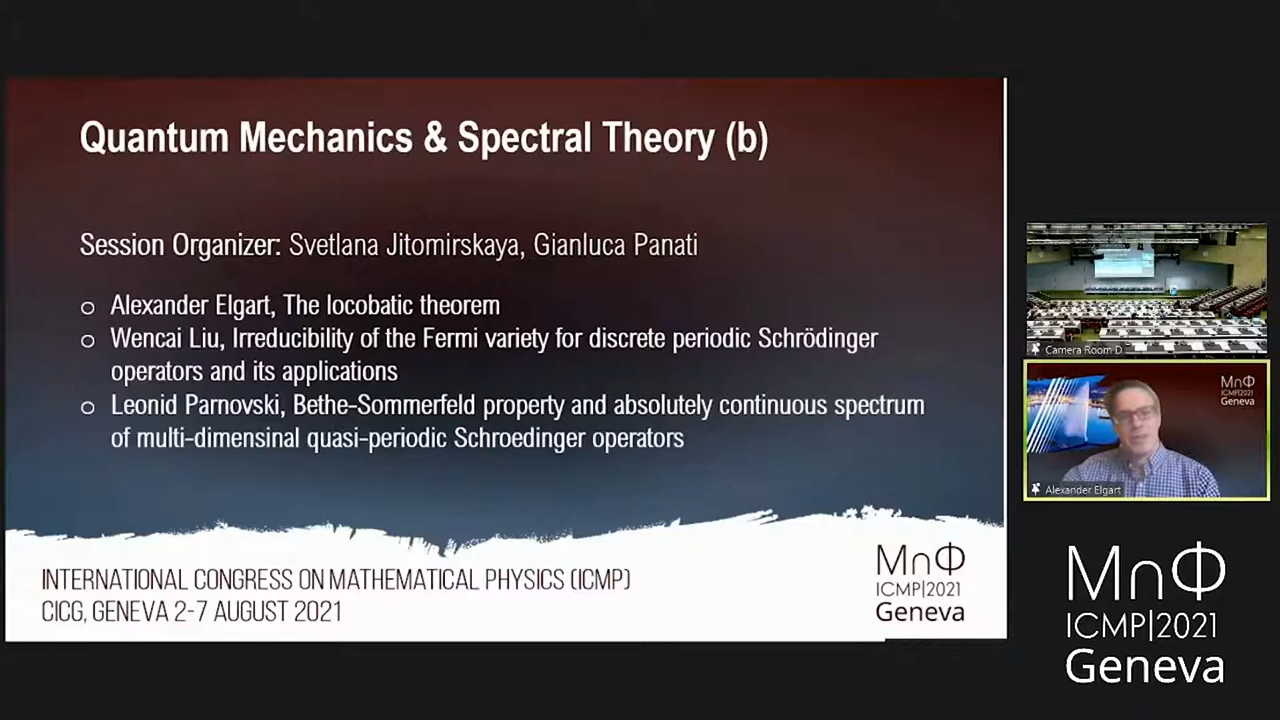 Quantum Mechanics & Spectral Theory (b)
Session Organizer: Svetlana Jitomirskaya, Gianluca Panati
Alexander Elgart, The locobatic theorem
Wencai Liu, Irreducibility of the Fermi variety for discrete periodic Schrödinger
operators and its applications
Leonid Parnovski, Bethe-Sommerfeld property and absolutely continuous spectrum
of multi-dimensinal quasi-periodic Schroedinger operators
INTERNATIONAL CONGRESS ON MATHEMATICAL PHYSICS (ICMP)
CICG, GENEVA 2-7 AUGUST 2021
MnΦ
ICMP|2021
Geneva
Camera Room D
MnΦ
ICMP|2021
Geneva
Alexander Elgart
MnΦ
ICMP|2021
Geneva